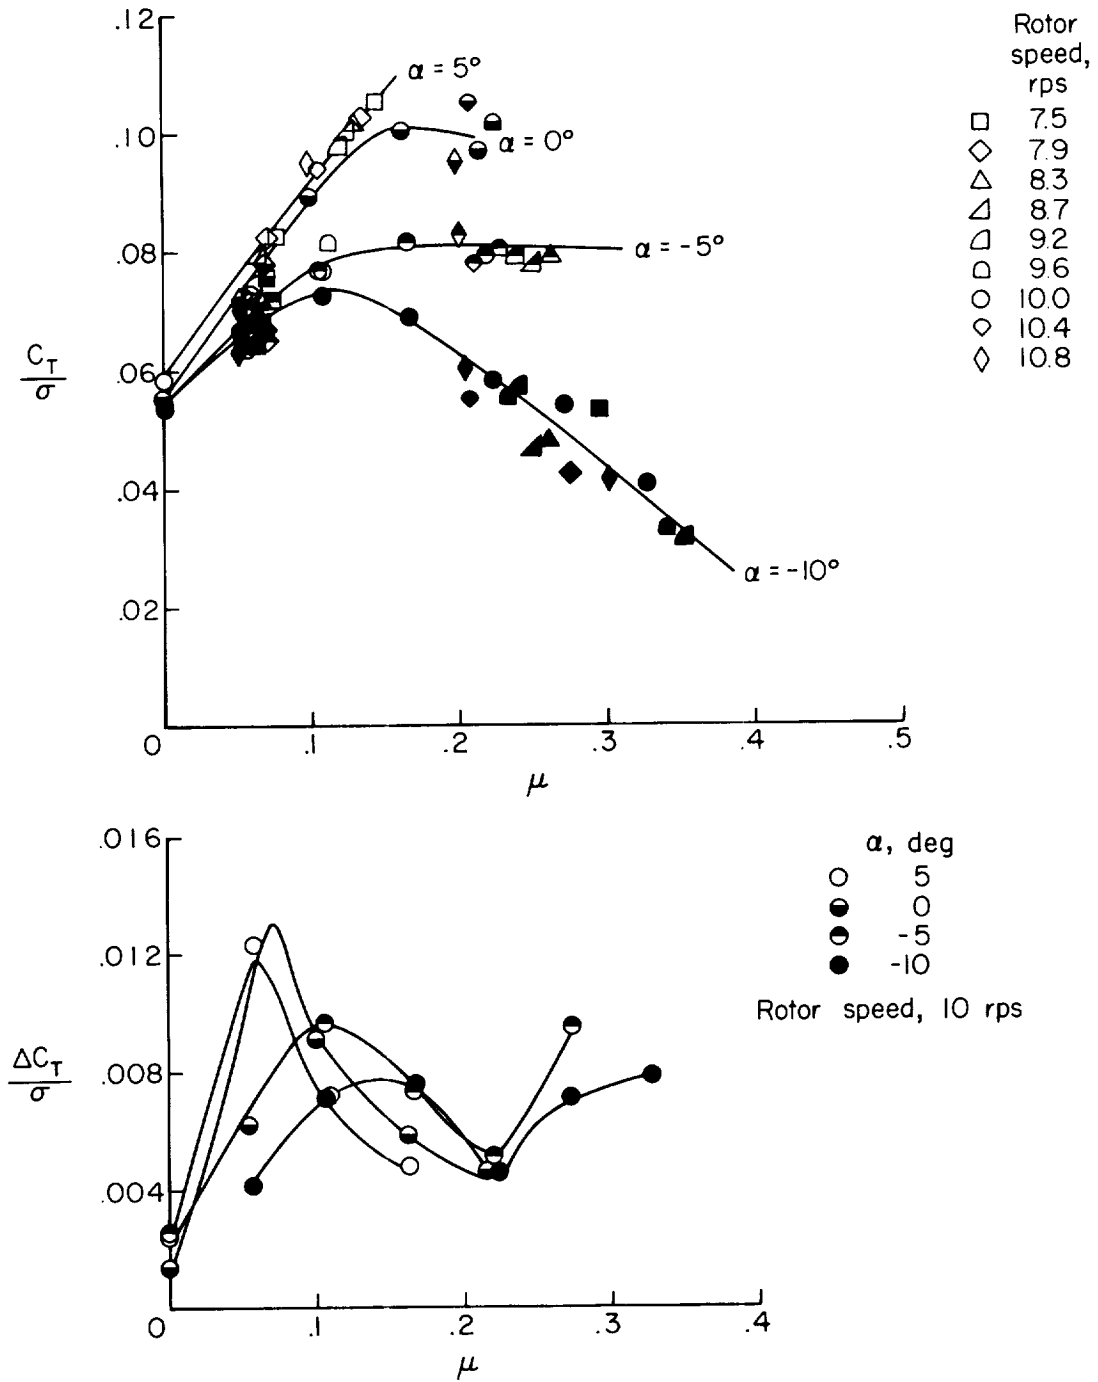 .12
.10
.08
.06
.04
.02
0
C_T
σ
α = 5°
α = 0°
α = -5°
α = -10°
.1
.2
.3
.4
.5
μ
Rotor
speed,
rps
7.5
7.9
8.3
8.7
9.2
9.6
10.0
10.4
10.8
.016
.012
.008
.004
0
ΔC_T
σ
.1
.2
.3
.4
μ
α, deg
5
0
-5
-10
Rotor speed, 10 rps